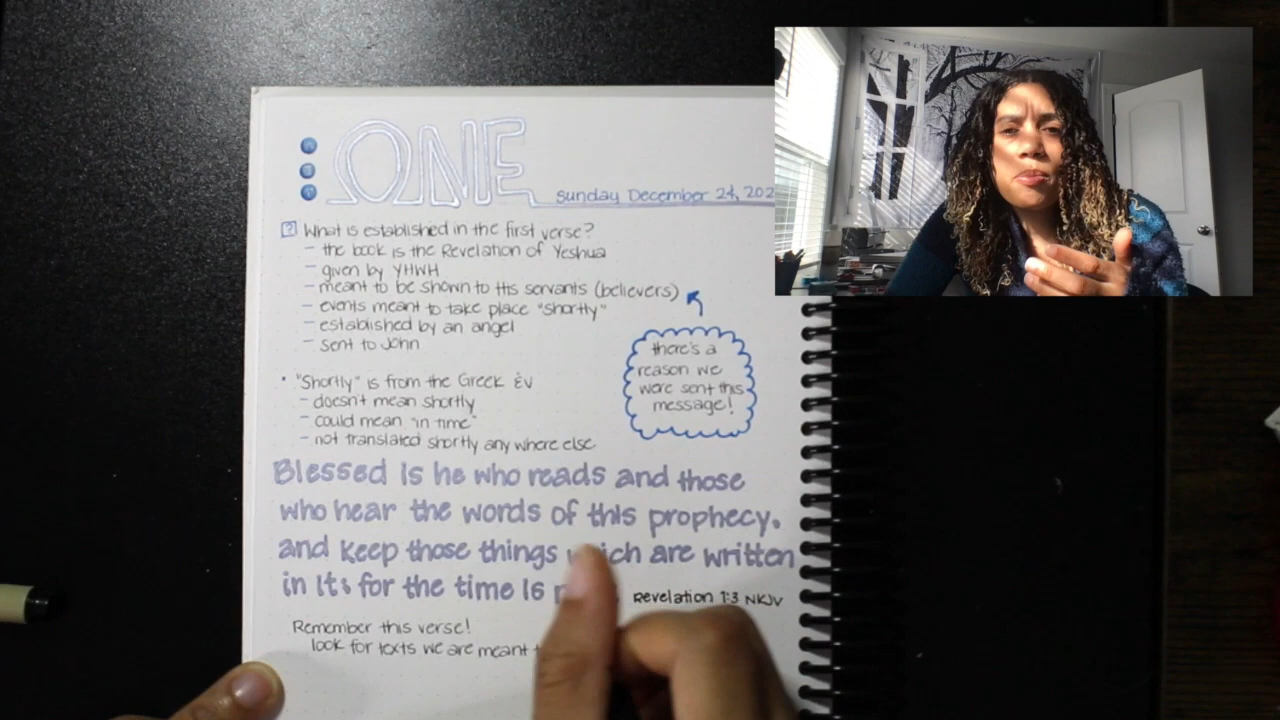 ONE
Sunday December 24, 202
? What is established in the first verse?
- the book is the Revelation of Yeshua
- given by YHWH
- meant to be shown to His servants (believers)
- events meant to take place "shortly"
- established by an angel
- sent to John
there's a
reason we
were sent this
message!
• "Shortly" is from the Greek ἐν
- doesn't mean shortly
- could mean "in time"
- not translated shortly any where else
Blessed is he who reads and those
who hear the words of this prophecy,
and keep those things which are written
in it; for the time is
Revelation 1:3 NKJV
Remember this verse!
look for texts we are meant